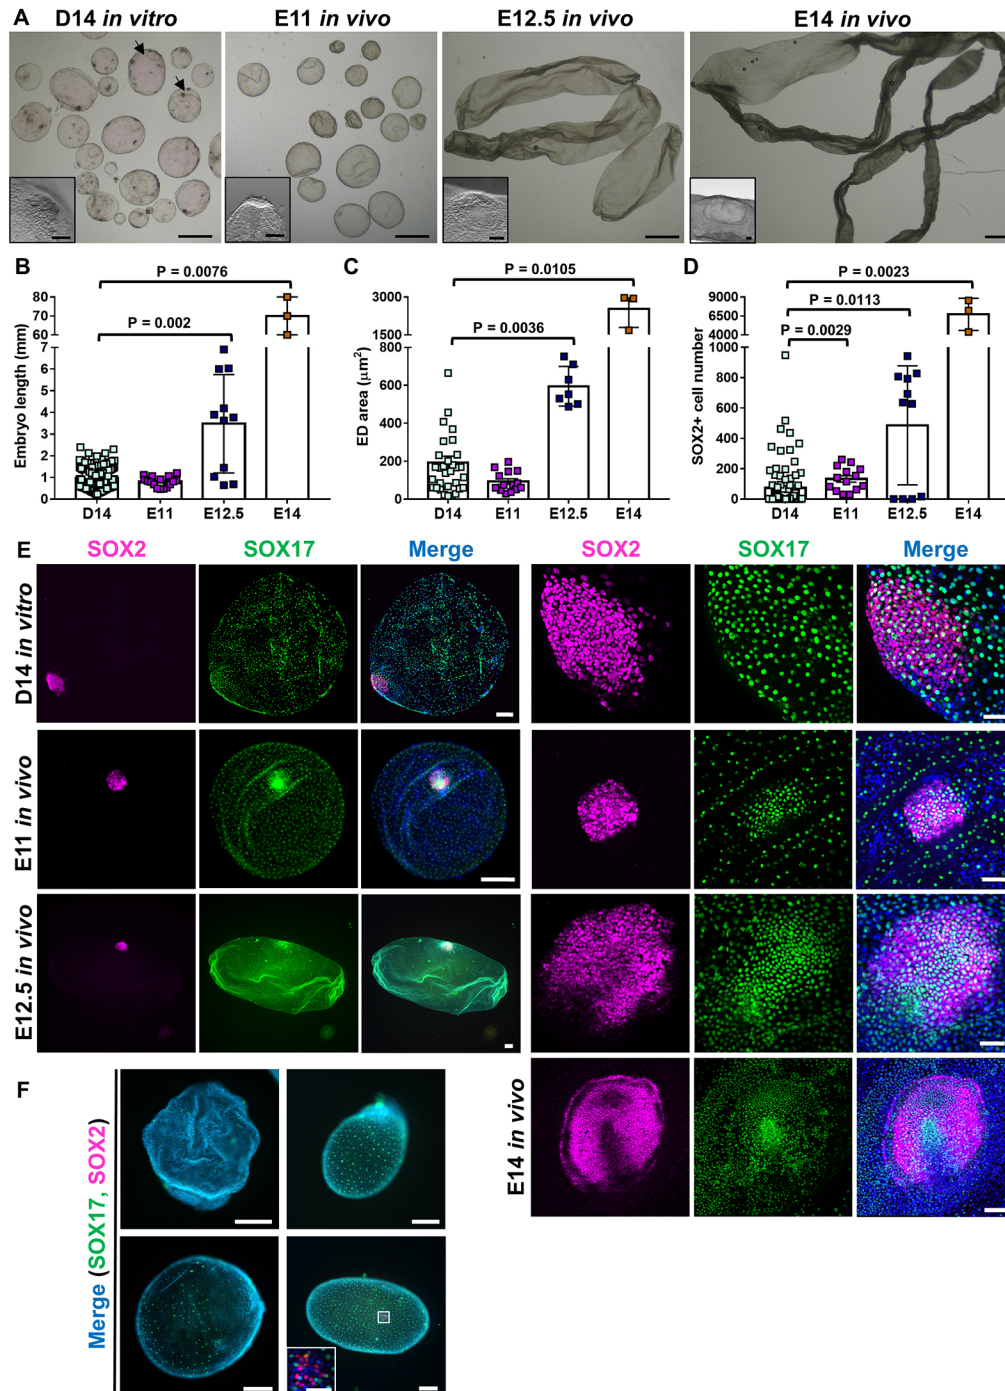 A
D14 in vitro
E11 in vivo
E12.5 in vivo
E14 in vivo
B
P = 0.0076
P = 0.002
Embryo length (mm)
80
70
60
7
6
5
4
3
2
1
0
D14
E11
E12.5
E14
C
P = 0.0105
P = 0.0036
ED area (µm²)
3000
1500
800
600
400
200
0
D14
E11
E12.5
E14
D
P = 0.0023
P = 0.0113
P = 0.0029
SOX2+ cell number
9000
6500
4000
1000
800
600
400
200
0
D14
E11
E12.5
E14
E
SOX2
SOX17
Merge
SOX2
SOX17
Merge
D14 in vitro
E11 in vivo
E12.5 in vivo
E14 in vivo
F
Merge (SOX17, SOX2)